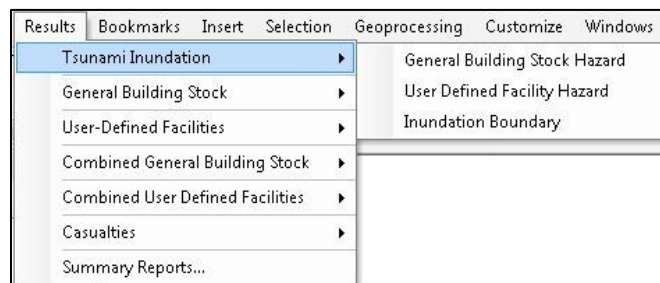 Results Bookmarks Insert Selection Geoprocessing Customize Windows
Tsunami Inundation
General Building Stock
User-Defined Facilities
Combined General Building Stock
Combined User Defined Facilities
Casualties
Summary Reports...
General Building Stock Hazard
User Defined Facility Hazard
Inundation Boundary